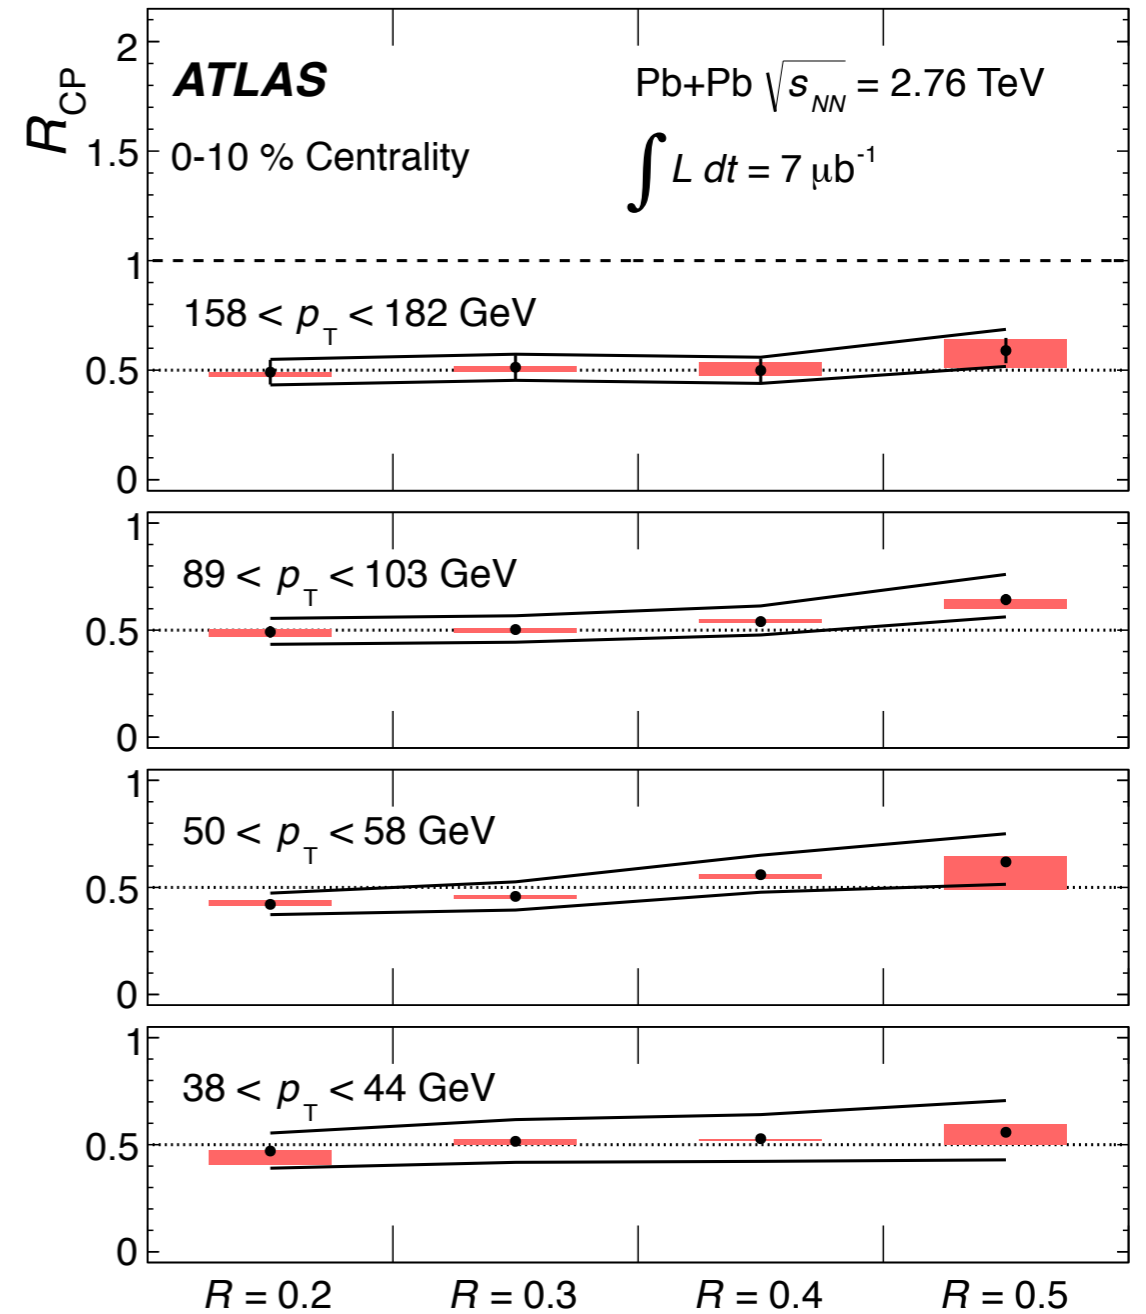 R_CP
2
1.5
1
0.5
0
ATLAS
0-10 % Centrality
Pb+Pb √s_NN = 2.76 TeV
∫ L dt = 7 μb^-1
158 < p_T < 182 GeV
1
0.5
0
89 < p_T < 103 GeV
1
0.5
0
50 < p_T < 58 GeV
1
0.5
0
38 < p_T < 44 GeV
R = 0.2 R = 0.3 R = 0.4 R = 0.5